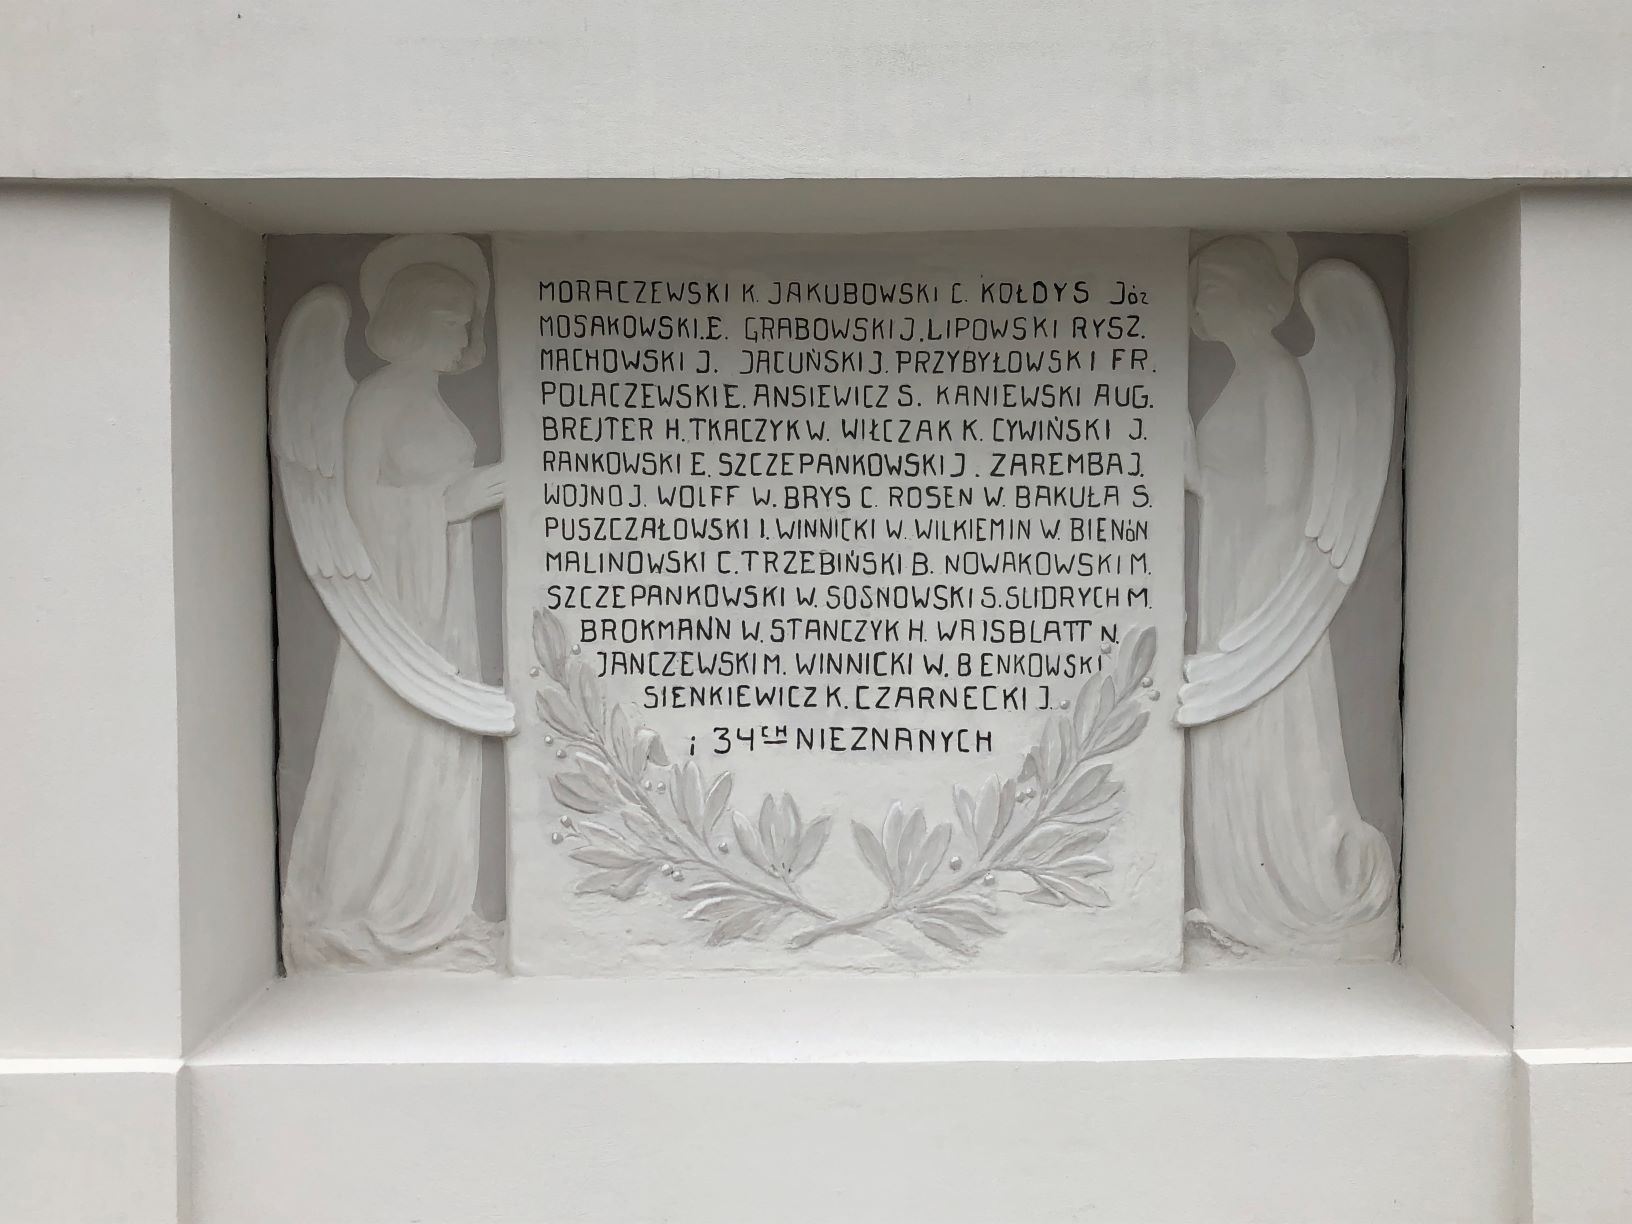 MORACZEWSKI K. JAKUBOWSKI C. KOŁDYS Józ
MOSAKOWSKI.E. GRABOWSKI J. LIPOWSKI RYSZ.
MACHOWSKI J. JACUŃSKI J. PRZYBYŁOWSKI FR.
POLACZEWSKI E. ANSIEWICZ S. KANIEWSKI AUG.
BREJTER H. TKACZYK W. WIŁCZAK K. CYWIŃSKI J.
RANKOWSKI E. SZCZEPANKOWSKI J. ZAREMBA J.
WOJNO J. WOLFF W. BRYS C. ROSEN W. BAKUŁA S.
PUSZCZAŁOWSKI I. WINNICKI W. WILKIEMIN W. BIENóN
MALINOWSKI C. TRZEBIŃSKI B. NOWAKOWSKI M.
SZCZEPANKOWSKI W. SOSNOWSKI S. SLIDRYCH M.
BROKMANN W. STANCZYK H. WAISBLATT N.
JANCZEWSKI M. WINNICKI W. BENKOWSKI
SIENKIEWICZ K. CZARNECKI J.
i 34CH NIEZNANYCH